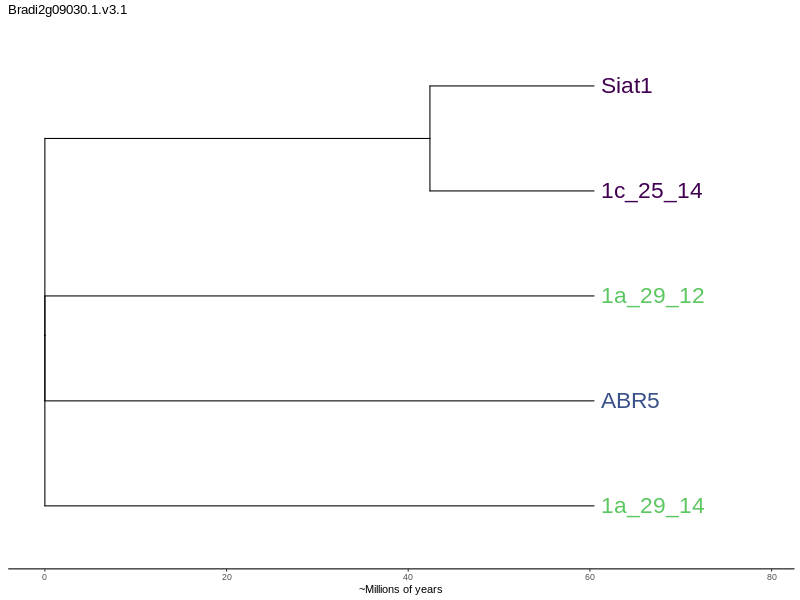 Bradi2g09030.1.v3.1
Siat1
1c_25_14
1a_29_12
ABR5
1a_29_14
0 20 40 60 80
~Millions of years